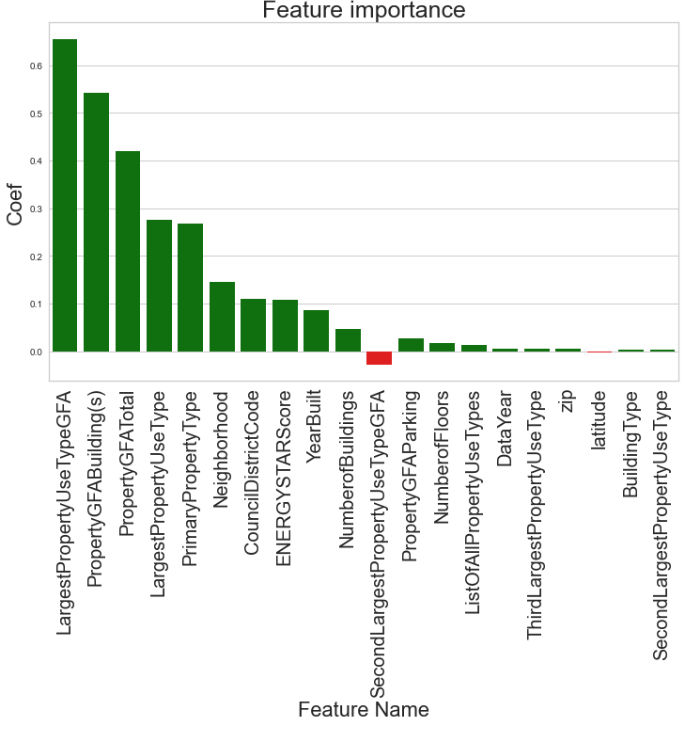 Feature importance
0.6
0.5
0.4
0.3
0.2
0.1
0.0
Coef
LargestPropertyUseTypeGFA
PropertyGFABuilding(s)
PropertyGFATotal
LargestPropertyUseType
PrimaryPropertyType
Neighborhood
CouncilDistrictCode
ENERGYSTARScore
YearBuilt
NumberofBuildings
SecondLargestPropertyUseTypeGFA
PropertyGFAParking
NumberofFloors
ListOfAllPropertyUseTypes
DataYear
ThirdLargestPropertyUseType
zip
latitude
BuildingType
SecondLargestPropertyUseType
Feature Name